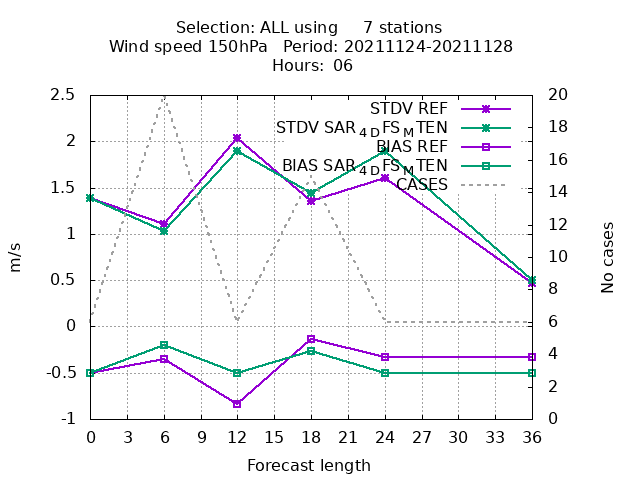 Selection: ALL using     7 stations
Wind speed 150hPa   Period: 20211124-20211128
Hours:  06
2.5
2
1.5
1
0.5
0
-0.5
-1
m/s
20
18
16
14
12
10
8
6
4
2
0
No cases
STDV REF
STDV SAR4DFSMTEN
BIAS REF
BIAS SAR4DFSMTEN
CASES
0 3 6 9 12 15 18 21 24 27 30 33 36
Forecast length